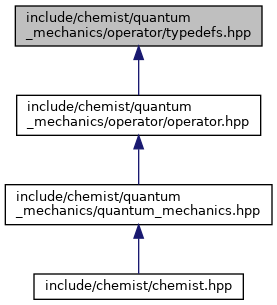 include/chemist/quantum
_mechanics/operator/typedefs.hpp
include/chemist/quantum
_mechanics/operator/operator.hpp
include/chemist/quantum
_mechanics/quantum_mechanics.hpp
include/chemist/chemist.hpp